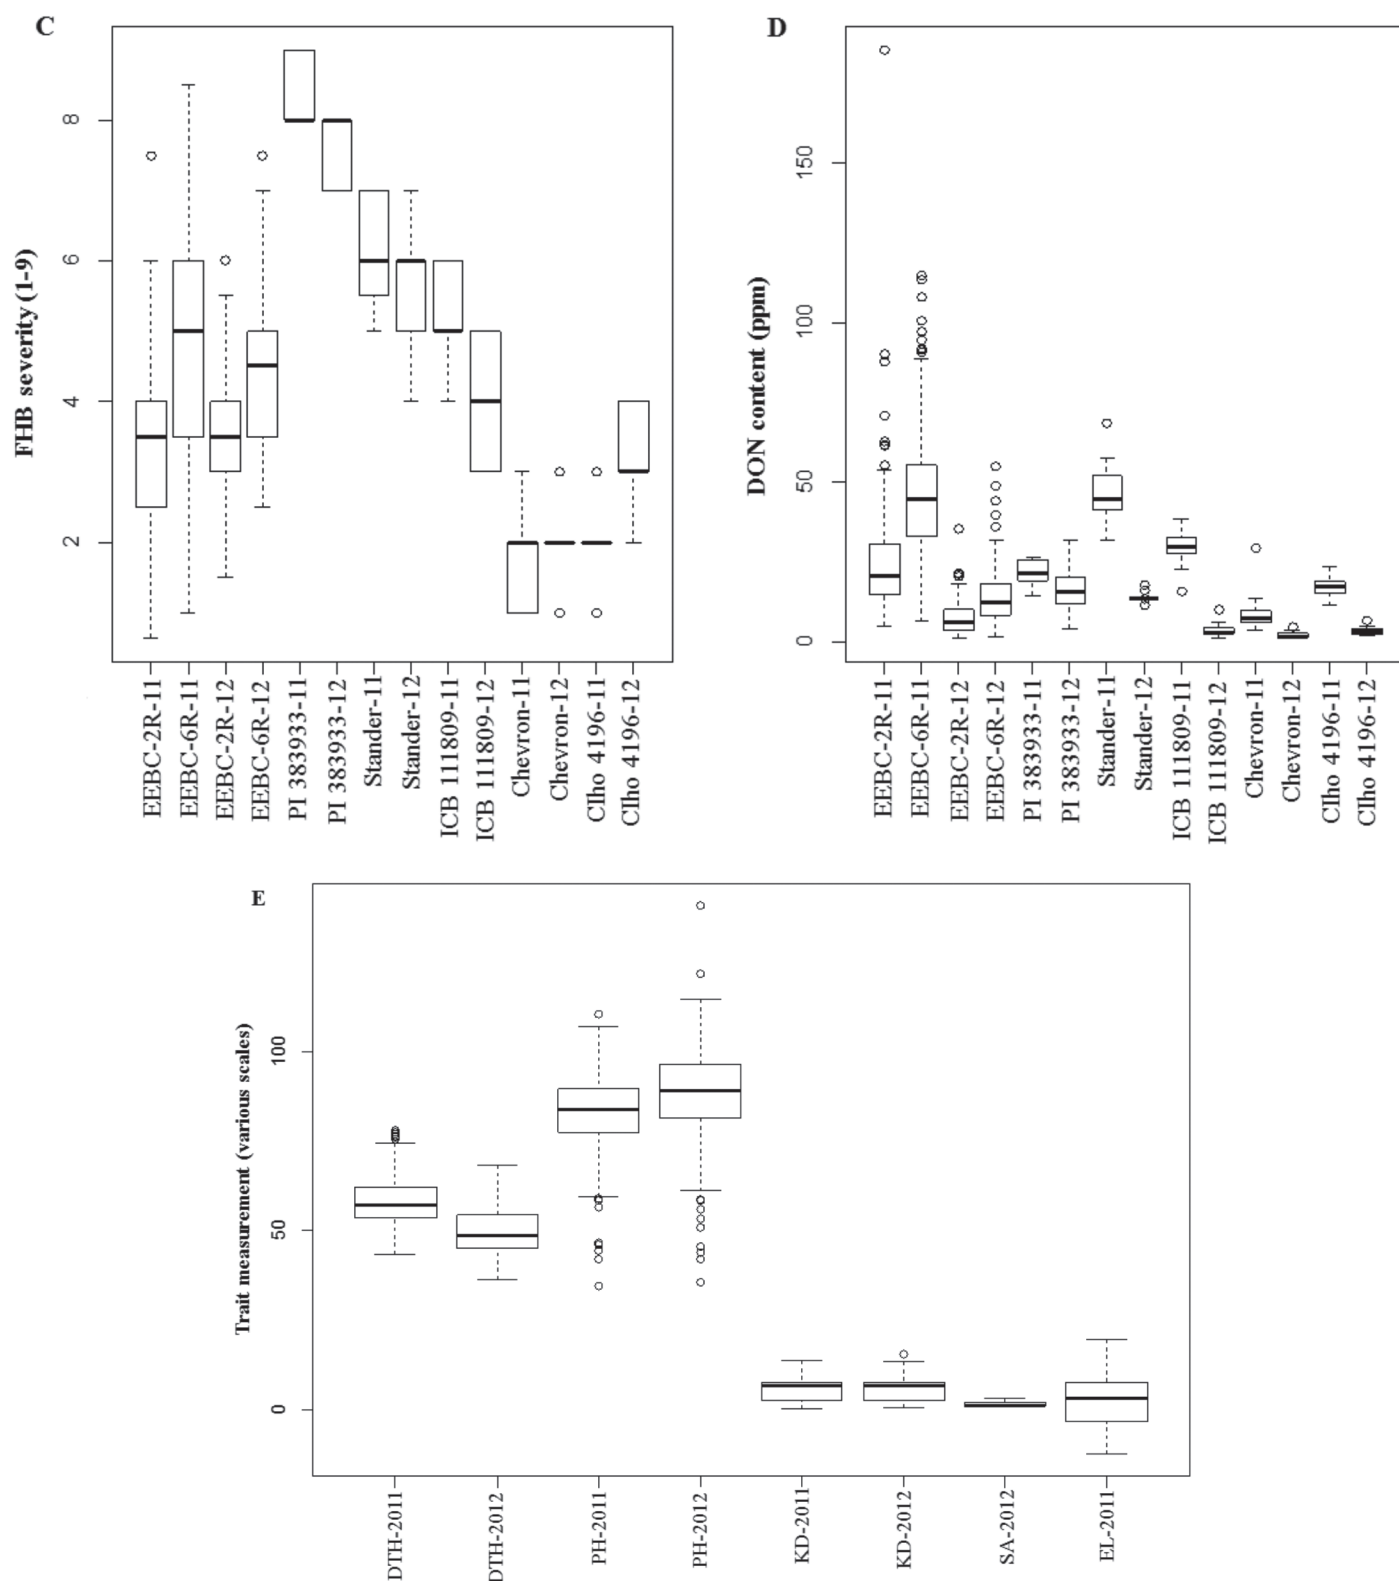 C
FHB severity (1-9)
8
6
4
2
EEBC-2R-11
EEBC-6R-11
EEBC-2R-12
EEBC-6R-12
PI 383933-11
PI 383933-12
Stander-11
Stander-12
ICB 111809-11
ICB 111809-12
Chevron-11
Chevron-12
CIho 4196-11
CIho 4196-12
D
DON content (ppm)
150
100
50
0
EEBC-2R-11
EEBC-6R-11
EEBC-2R-12
EEBC-6R-12
PI 383933-11
PI 383933-12
Stander-11
Stander-12
ICB 111809-11
ICB 111809-12
Chevron-11
Chevron-12
CIho 4196-11
CIho 4196-12
E
Trait measurement (various scales)
100
50
0
DTH-2011
DTH-2012
PH-2011
PH-2012
KD-2011
KD-2012
SA-2012
EL-2011